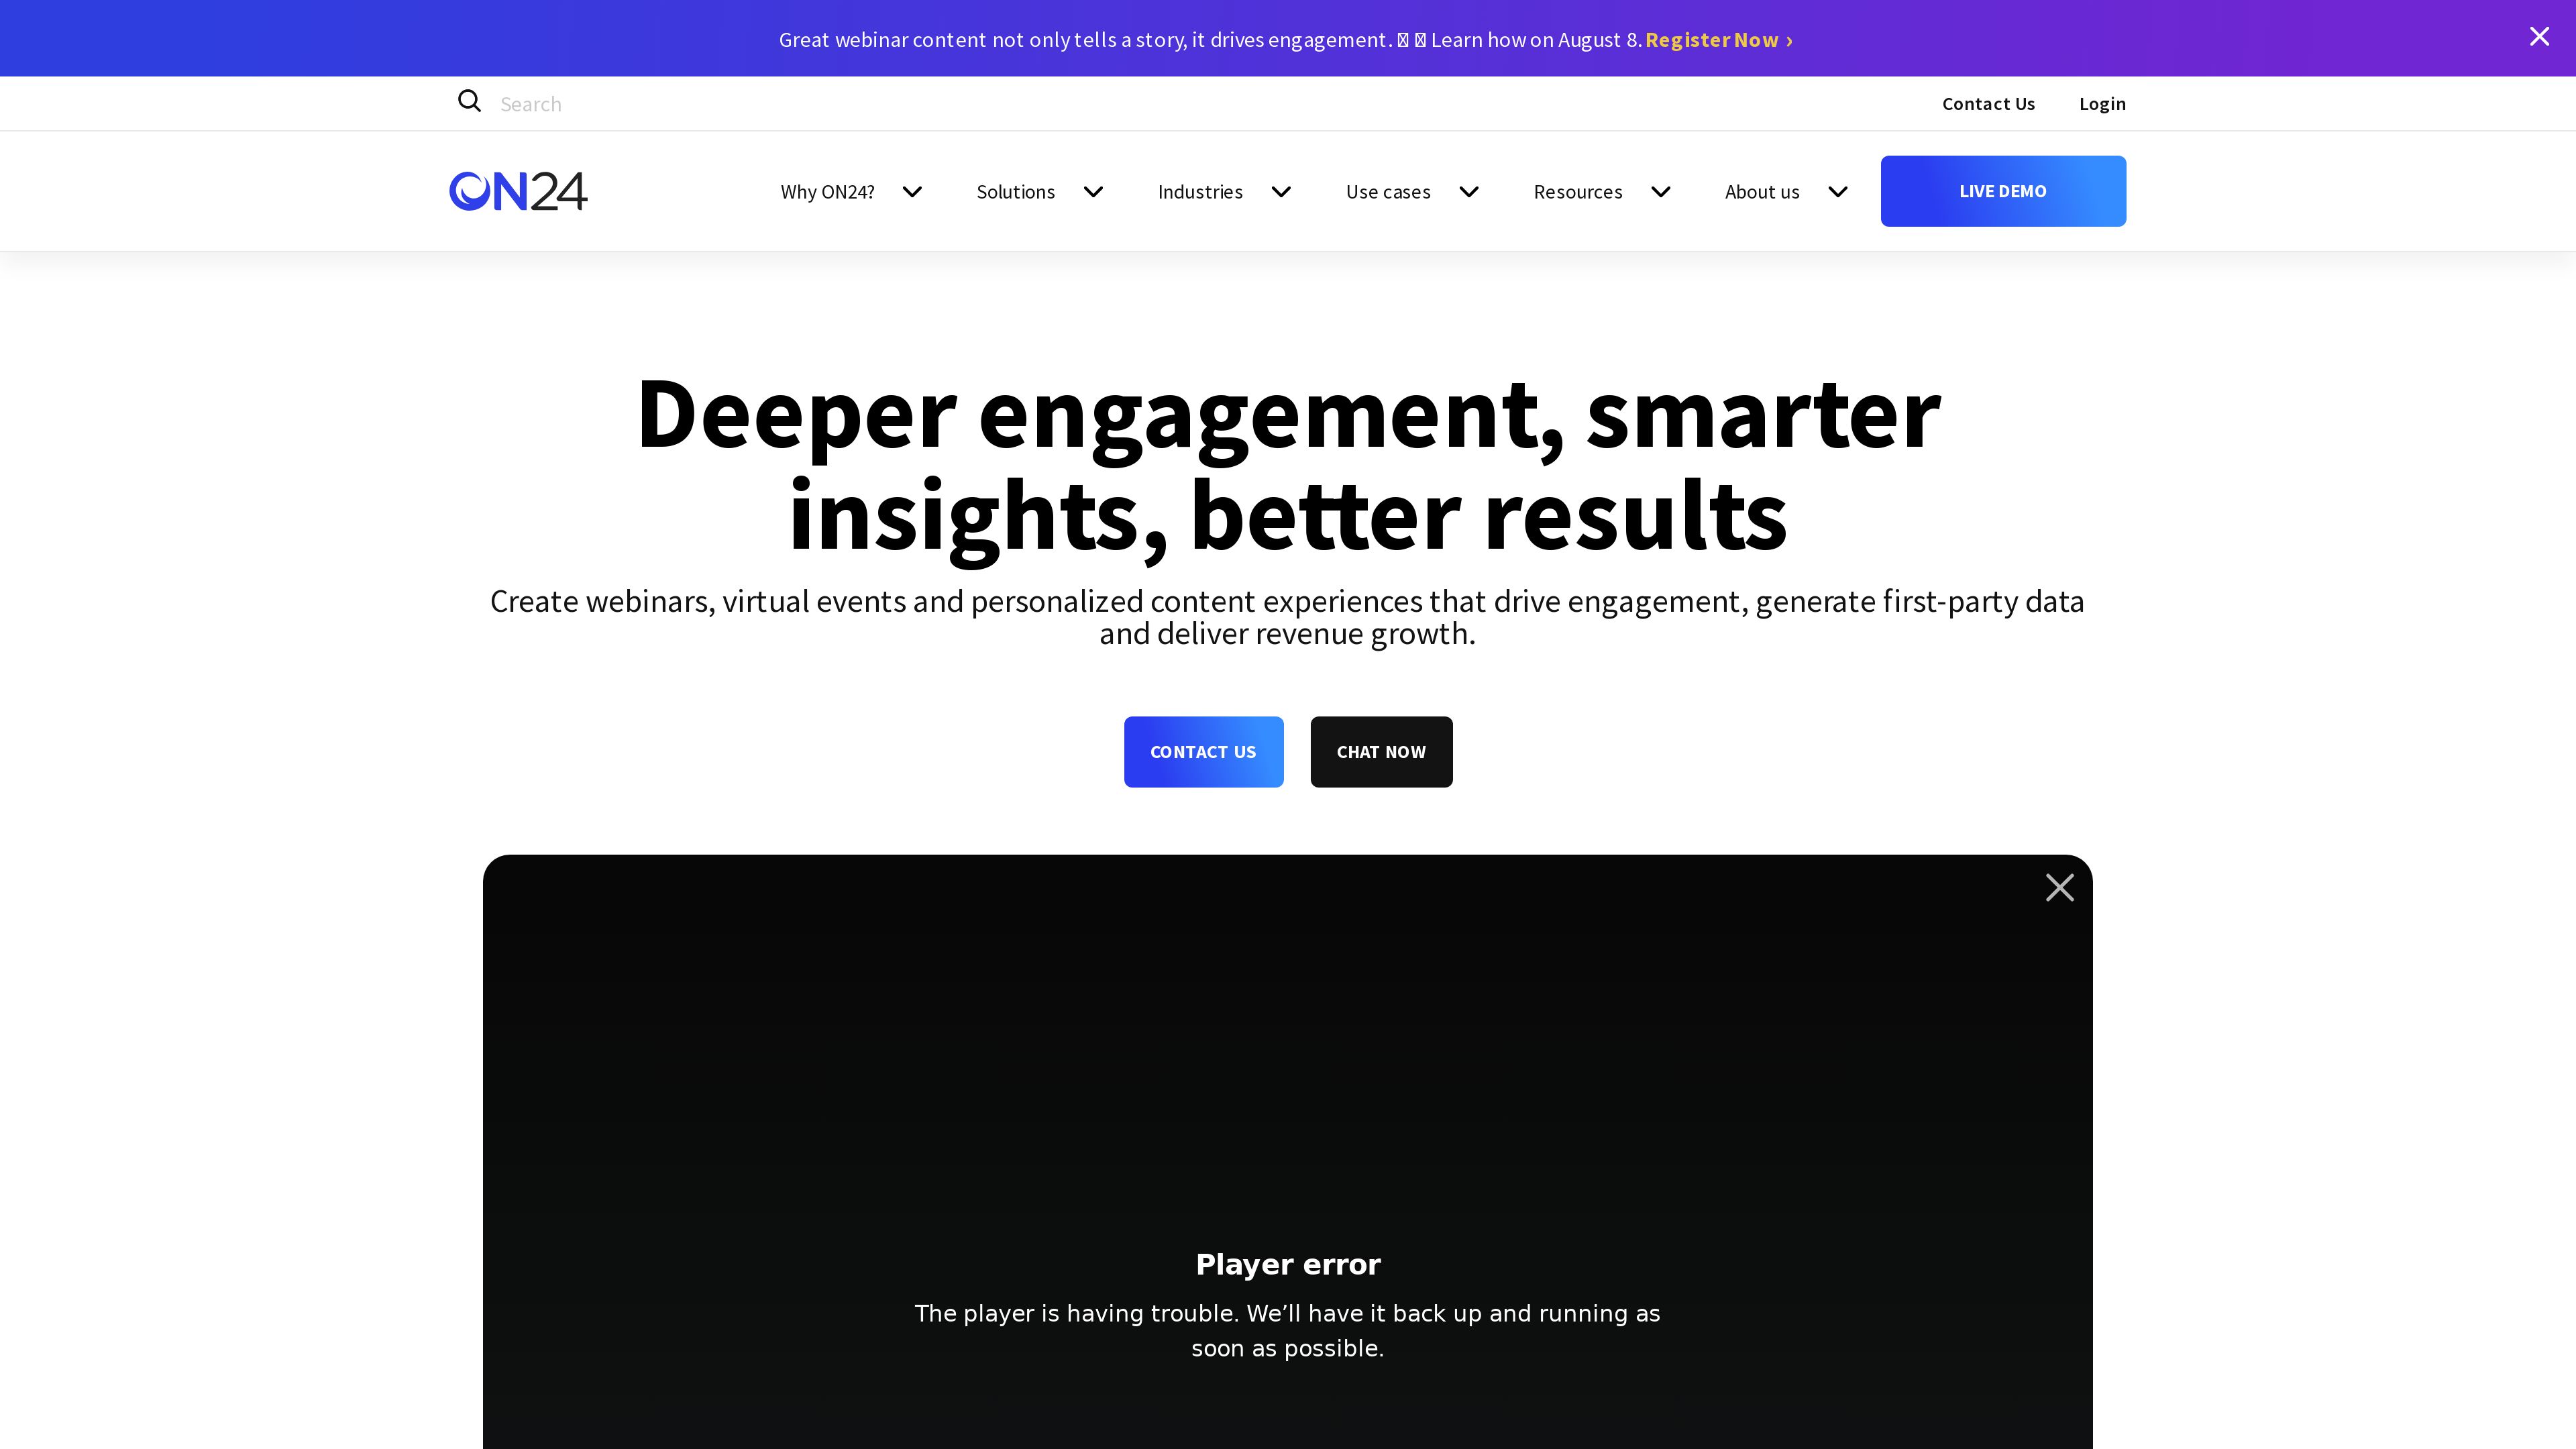 Great webinar content not only tells a story, it drives engagement. Learn how on August 8. Register Now ›
Search
Contact Us
Login
ON24
Why ON24?
Solutions
Industries
Use cases
Resources
About us
LIVE DEMO
Deeper engagement, smarter
insights, better results
Create webinars, virtual events and personalized content experiences that drive engagement, generate first-party data
and deliver revenue growth.
CONTACT US
CHAT NOW
Player error
The player is having trouble. We’ll have it back up and running as
soon as possible.